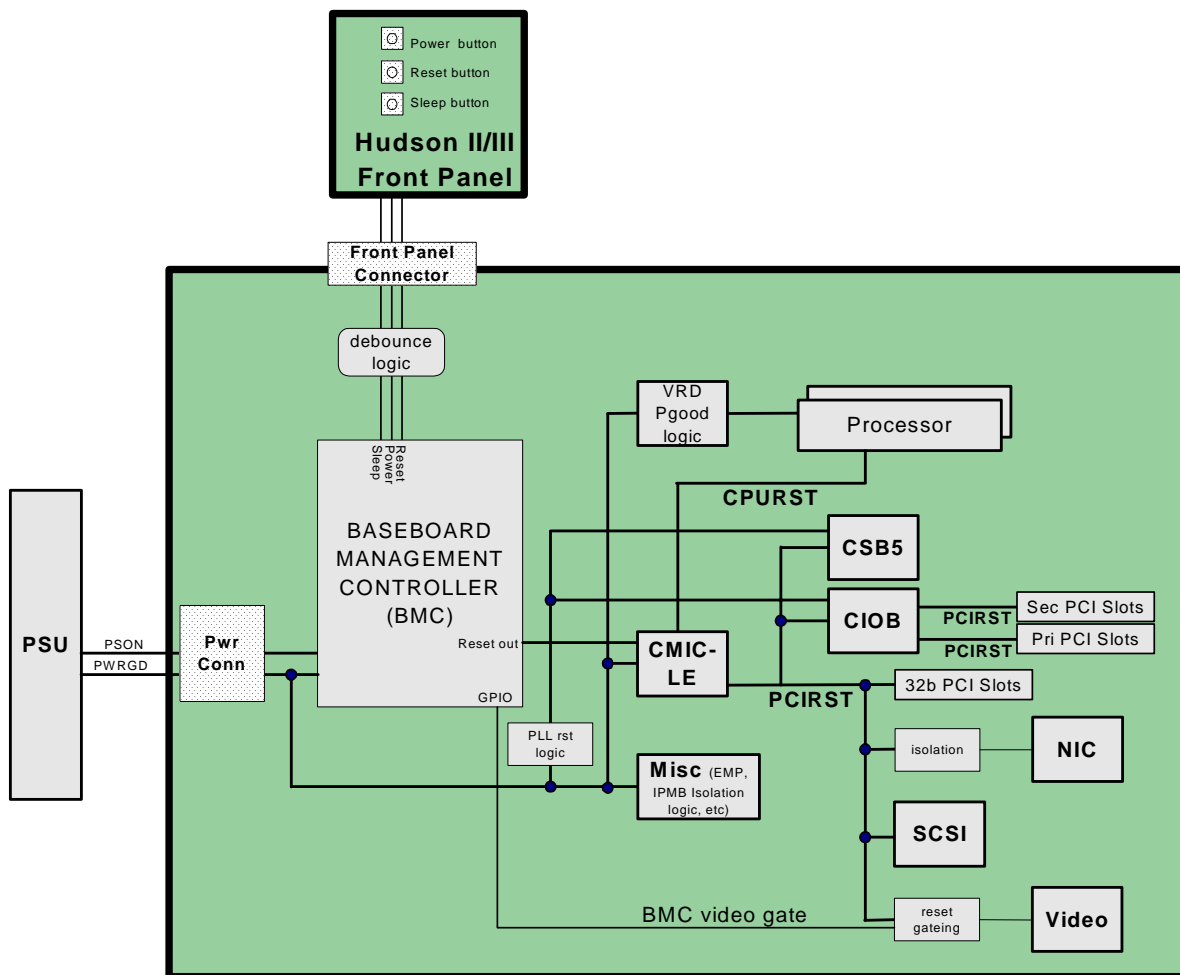 Power button
Reset button
Sleep button
Hudson II/III
Front Panel
Front Panel
Connector
debounce
logic
VRD
Pgood
logic
Processor
Sleep
Power
Reset
CPURST
BASEBOARD
MANAGEMENT
CONTROLLER
(BMC)
CSB5
CIOB
Sec PCI Slots
PCIRST
Pri PCI Slots
PCIRST
PSU
PSON
PWRGD
Pwr
Conn
Reset out
CMIC-
LE
PCIRST
32b PCI Slots
GPIO
PLL rst
logic
isolation
NIC
Misc (EMP,
IPMB Isolation
logic, etc)
SCSI
BMC video gate
reset
gateing
Video